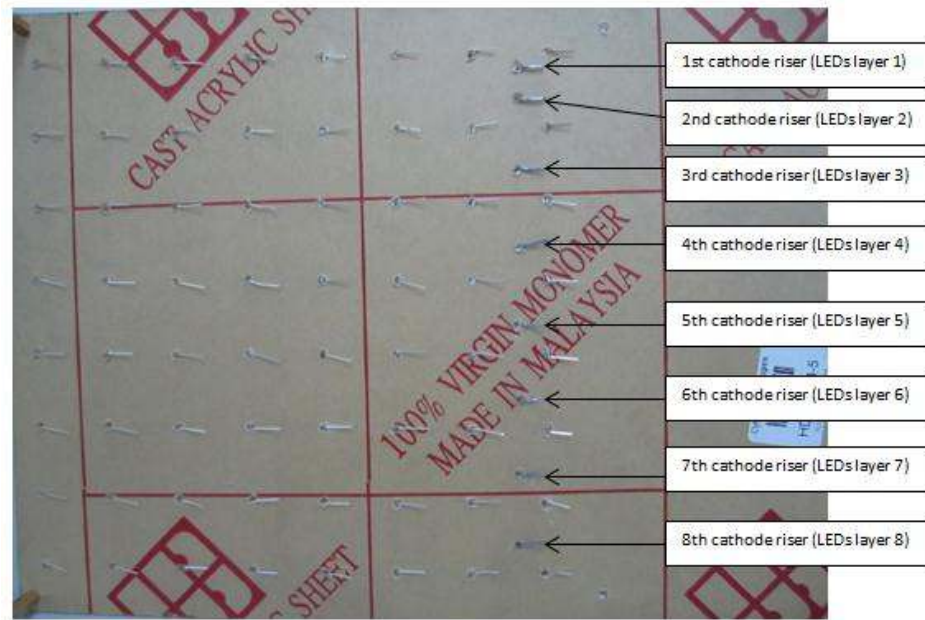 CAST ACRYLIC SH
1st cathode riser (LEDs layer 1)
2nd cathode riser (LEDs layer 2)
3rd cathode riser (LEDs layer 3)
4th cathode riser (LEDs layer 4)
5th cathode riser (LEDs layer 5)
6th cathode riser (LEDs layer 6)
7th cathode riser (LEDs layer 7)
8th cathode riser (LEDs layer 8)
100% VIRGIN MONOMER
MADE IN MALAYSIA
SHEET